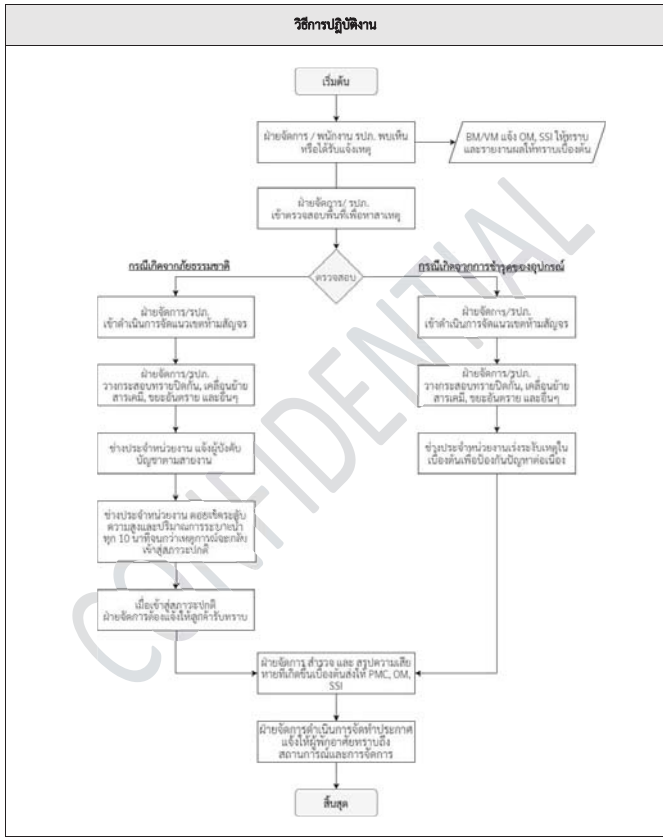 วิธีการปฏิบัติงาน
เริ่มต้น
ฝ่ายจัดการ / พนักงาน รปภ. พบเห็น
หรือได้รับแจ้งเหตุ
BM/VM แจ้ง OM, SSI ให้ทราบ
และรายงานผลให้ทราบเบื้องต้น
ฝ่ายจัดการ/ รปภ.
เข้าตรวจสอบพื้นที่เพื่อหาสาเหตุ
ตรวจสอบ
กรณีเกิดจากภัยธรรมชาติ
ฝ่ายจัดการ/รปภ.
เข้าดำเนินการจัดแนวเขตห้ามสัญจร
ฝ่ายจัดการ/รปภ.
วางกระสอบทรายปิดกั้น, เคลื่อนย้าย
สารเคมี, ขยะอันตราย และอื่นๆ
ช่างประจำหน่วยงาน แจ้งผู้บังคับ
บัญชาตามสายงาน
ช่างประจำหน่วยงาน คอยเช็คระดับ
ความสูงและปริมาณการระบายน้ำ
ทุก 10 นาทีจนกว่าเหตุการณ์จะกลับ
เข้าสู่สภาวะปกติ
เมื่อเข้าสู่สภาวะปกติ
ฝ่ายจัดการต้องแจ้งให้ลูกค้ารับทราบ
กรณีเกิดจากการชำรุดของอุปกรณ์
ฝ่ายจัดการ/รปภ.
เข้าดำเนินการจัดแนวเขตห้ามสัญจร
ฝ่ายจัดการ/รปภ.
วางกระสอบทรายปิดกั้น, เคลื่อนย้าย
สารเคมี, ขยะอันตราย และอื่นๆ
ช่างประจำหน่วยงานเร่งระงับเหตุใน
เบื้องต้นเพื่อป้องกันปัญหาต่อเนื่อง
ฝ่ายจัดการ สำรวจ และ สรุปความเสีย
หายที่เกิดขึ้นเบื้องต้นส่งให้ PMC, OM,
SSI
ฝ่ายจัดการดำเนินการจัดทำประกาศ
แจ้งให้ผู้พักอาศัยทราบถึง
สถานการณ์และการจัดการ
สิ้นสุด
CONFIDENTIAL